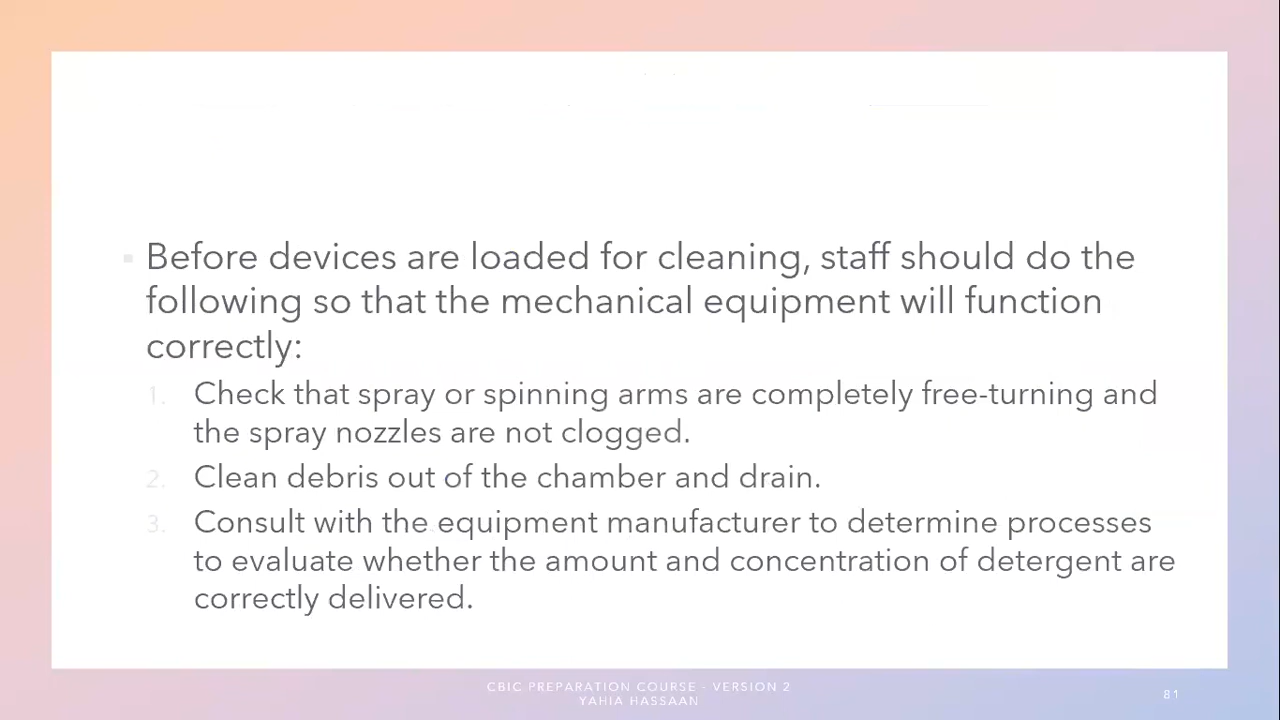 ▪ Before devices are loaded for cleaning, staff should do the
following so that the mechanical equipment will function
correctly:
1. Check that spray or spinning arms are completely free-turning and
the spray nozzles are not clogged.
2. Clean debris out of the chamber and drain.
3. Consult with the equipment manufacturer to determine processes
to evaluate whether the amount and concentration of detergent are
correctly delivered.
CBIC PREPARATION COURSE - VERSION 2
YAHIA HASSAAN
81